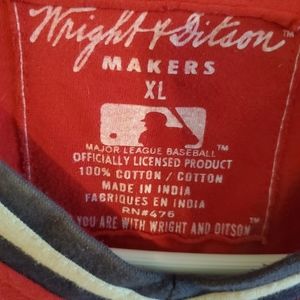 Wright & Ditson™
MAKERS
XL
MAJOR LEAGUE BASEBALL™
OFFICIALLY LICENSED PRODUCT
100% COTTON / COTTON
MADE IN INDIA
FABRIQUES EN INDIA
RN#476
YOU ARE WITH WRIGHT AND DITSON™